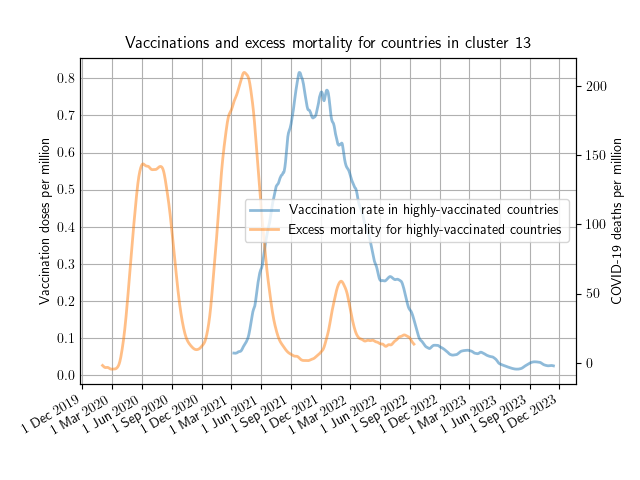 Vaccinations and excess mortality for countries in cluster 13
Vaccination doses per million
0.8
0.7
0.6
0.5
0.4
0.3
0.2
0.1
0.0
Vaccination rate in highly-vaccinated countries
Excess mortality for highly-vaccinated countries
200
150
100
50
0
COVID-19 deaths per million
1 Dec 2019
1 Mar 2020
1 Jun 2020
1 Sep 2020
1 Dec 2020
1 Mar 2021
1 Jun 2021
1 Sep 2021
1 Dec 2021
1 Mar 2022
1 Jun 2022
1 Sep 2022
1 Dec 2022
1 Mar 2023
1 Jun 2023
1 Sep 2023
1 Dec 2023